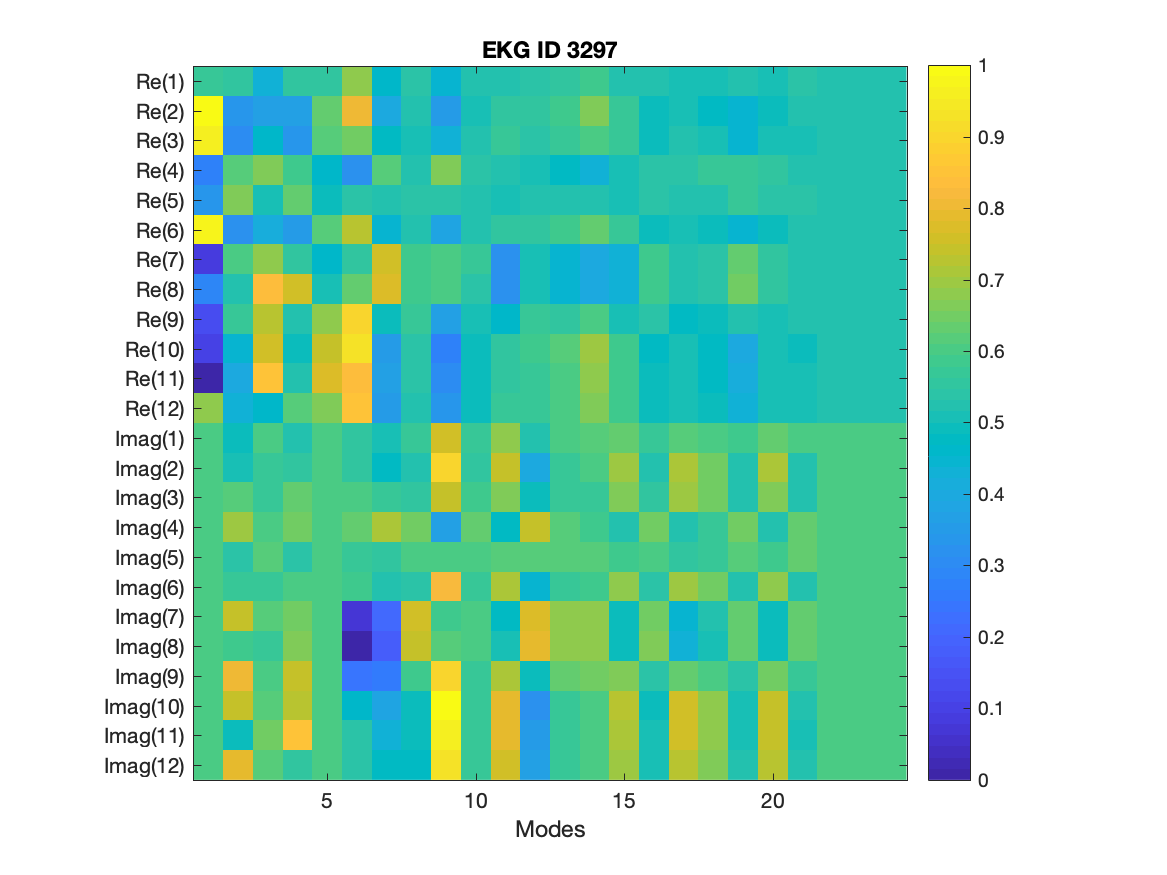 EKG ID 3297
Re(1)
Re(2)
Re(3)
Re(4)
Re(5)
Re(6)
Re(7)
Re(8)
Re(9)
Re(10)
Re(11)
Re(12)
Imag(1)
Imag(2)
Imag(3)
Imag(4)
Imag(5)
Imag(6)
Imag(7)
Imag(8)
Imag(9)
Imag(10)
Imag(11)
Imag(12)
5 10 15 20
Modes
1
0.9
0.8
0.7
0.6
0.5
0.4
0.3
0.2
0.1
0